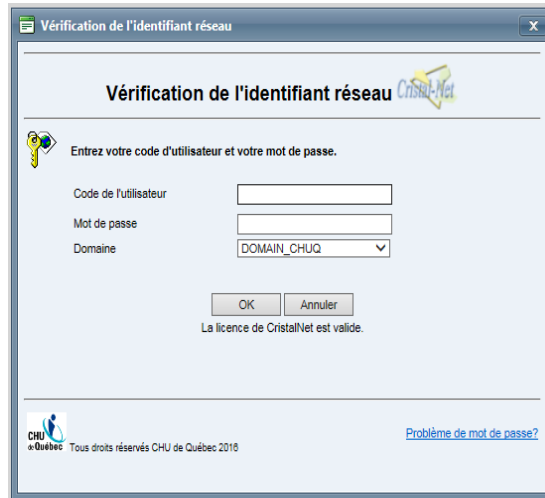 Vérification de l'identifiant réseau
x
Vérification de l'identifiant réseau Cristal-Net
Entrez votre code d'utilisateur et votre mot de passe.
Code de l'utilisateur
Mot de passe
Domaine DOMAIN_CHUQ
OK Annuler
La licence de CristalNet est valide.
CHU
de Québec Tous droits réservés CHU de Québec 2016
Problème de mot de passe?